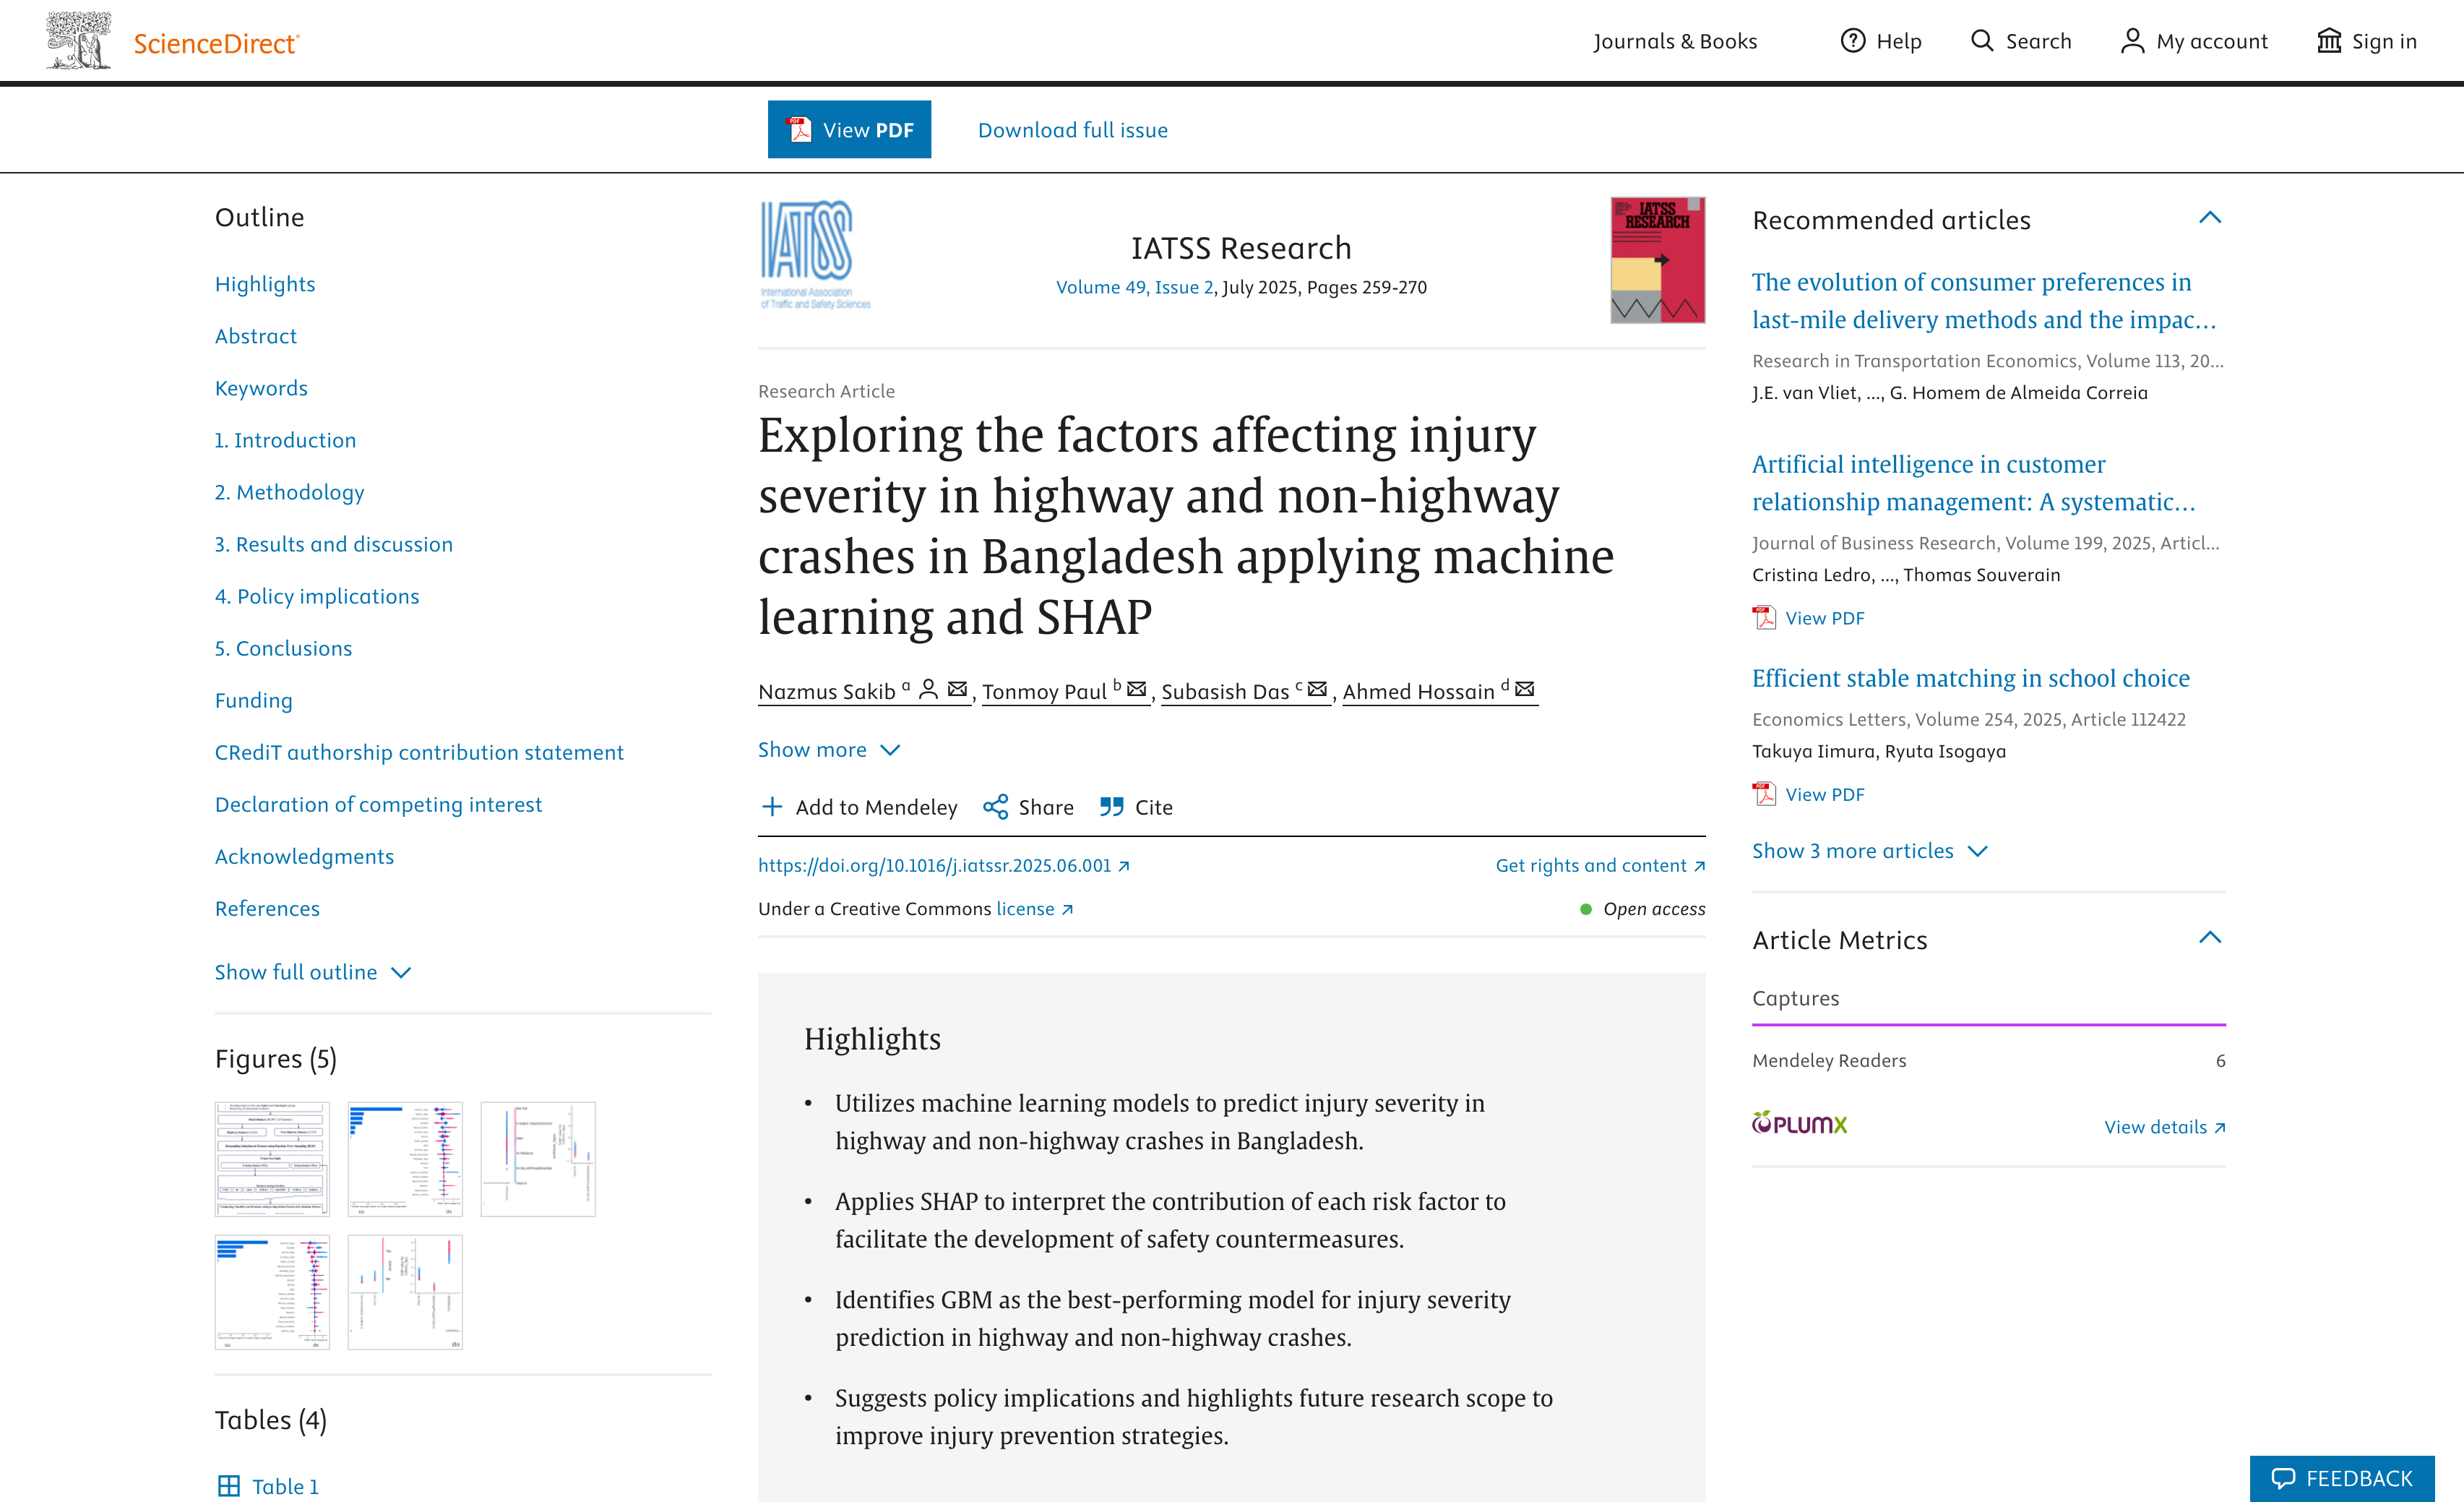 ScienceDirect
Journals & Books
Help
Search
My account
Sign in
View PDF
Download full issue
Outline
Highlights
Abstract
Keywords
1. Introduction
2. Methodology
3. Results and discussion
4. Policy implications
5. Conclusions
Funding
CRediT authorship contribution statement
Declaration of competing interest
Acknowledgments
References
Show full outline
Figures (5)
Tables (4)
Table 1
IATSS
International Association
of Traffic and Safety Sciences
IATSS Research
Volume 49, Issue 2, July 2025, Pages 259-270
IATSS
RESEARCH
Research Article
Exploring the factors affecting injury
severity in highway and non-highway
crashes in Bangladesh applying machine
learning and SHAP
Nazmus Sakib a, Tonmoy Paul b, Subasish Das c, Ahmed Hossain d
Show more
Add to Mendeley
Share
Cite
https://doi.org/10.1016/j.iatssr.2025.06.001
Get rights and content
Under a Creative Commons license
Open access
Highlights
• Utilizes machine learning models to predict injury severity in
highway and non-highway crashes in Bangladesh.
• Applies SHAP to interpret the contribution of each risk factor to
facilitate the development of safety countermeasures.
• Identifies GBM as the best-performing model for injury severity
prediction in highway and non-highway crashes.
• Suggests policy implications and highlights future research scope to
improve injury prevention strategies.
Recommended articles
The evolution of consumer preferences in
last-mile delivery methods and the impac...
Research in Transportation Economics, Volume 113, 20...
J.E. van Vliet, ..., G. Homem de Almeida Correia
Artificial intelligence in customer
relationship management: A systematic...
Journal of Business Research, Volume 199, 2025, Articl...
Cristina Ledro, ..., Thomas Souverain
View PDF
Efficient stable matching in school choice
Economics Letters, Volume 254, 2025, Article 112422
Takuya Iimura, Ryuta Isogaya
View PDF
Show 3 more articles
Article Metrics
Captures
Mendeley Readers
6
PLUMX
View details
FEEDBACK